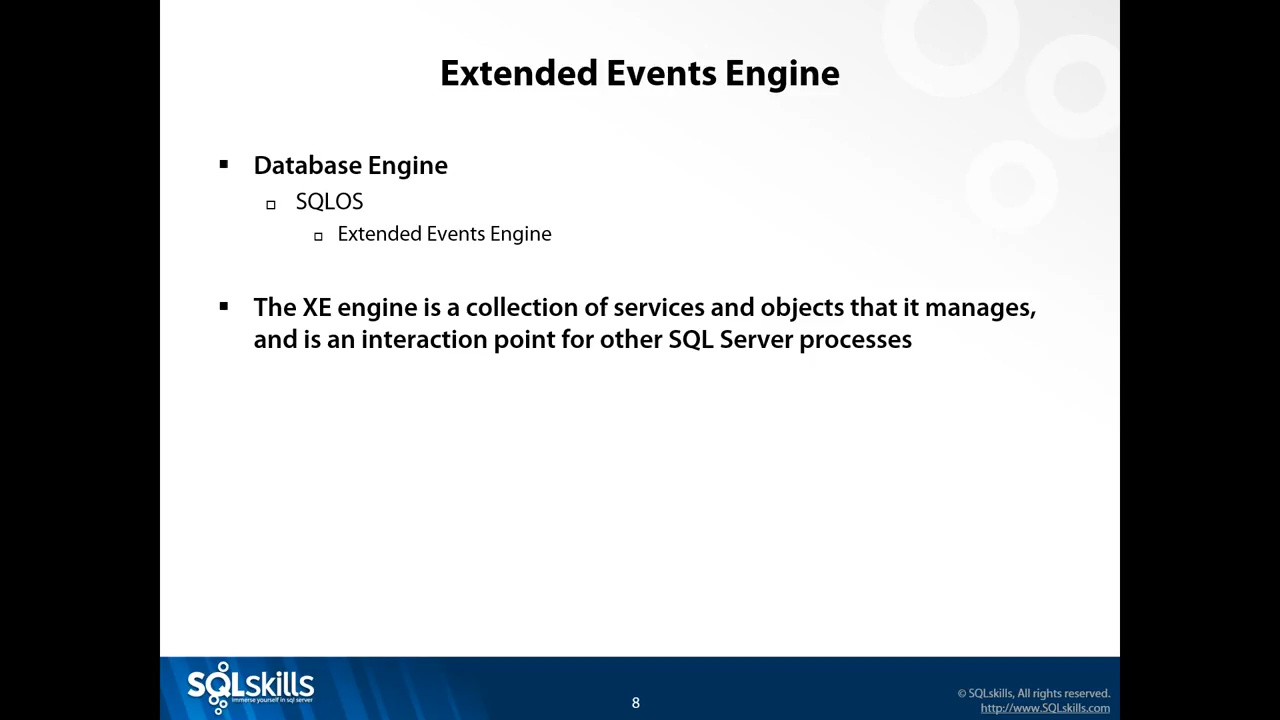 Extended Events Engine
Database Engine
SQLOS
Extended Events Engine
The XE engine is a collection of services and objects that it manages,
and is an interaction point for other SQL Server processes
SQLskills
immerse yourself in sql server
8
© SQLskills, All rights reserved.
http://www.SQLskills.com